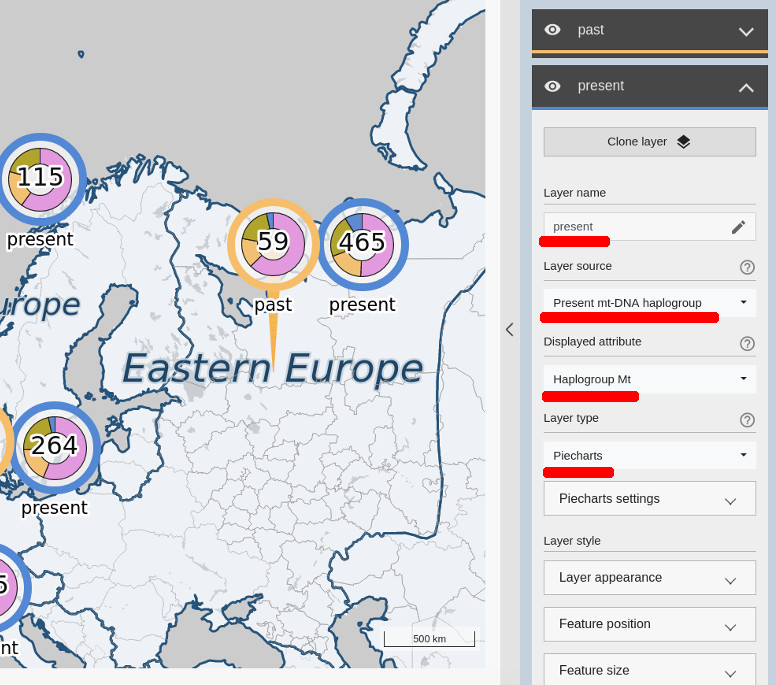 115
present
urope
59
past
465
present
Eastern Europe
264
present
5
nt
500 km
past
present
Clone layer
Layer name
present
Layer source
?
Present mt-DNA haplogroup
Displayed attribute
?
Haplogroup Mt
Layer type
?
Piecharts
Piecharts settings
Layer style
Layer appearance
Feature position
Feature size